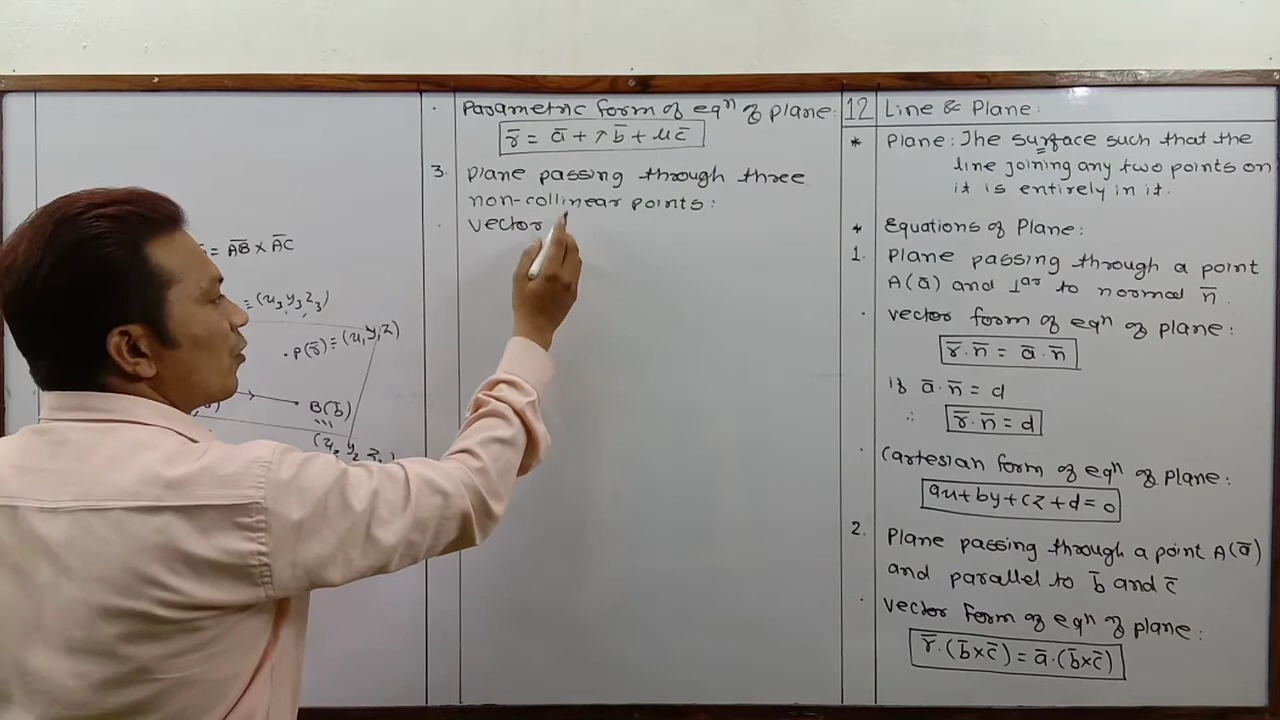 = AB̅ × AC̅
≡ (x₃, y₃, z₃)
. P(r̅) ≡ (x, y, z)
B(b̅)
(x₂ y₂ z₂)
· Parametric form of eqⁿ of plane:
r̅ = a̅ + λb̅ + μc̅
3. Plane passing through three
non-collinear points:
· Vector
12 Line & Plane:
* Plane: The surface such that the
line joining any two points on
it is entirely in it.
* Equations of Plane:
1. Plane passing through a point
A(a̅) and ⊥ᵃʳ to normal n̅.
· Vector form of eqⁿ of plane:
r̅.n̅ = a̅.n̅
if a̅.n̅ = d
∴ r̅.n̅ = d
· Cartesian form of eqⁿ of plane:
ax + by + cz + d = 0
2. Plane passing through a point A(a̅)
and parallel to b̅ and c̅
· Vector form of eqⁿ of plane:
r̅.(b̅×c̅) = a̅.(b̅×c̅)